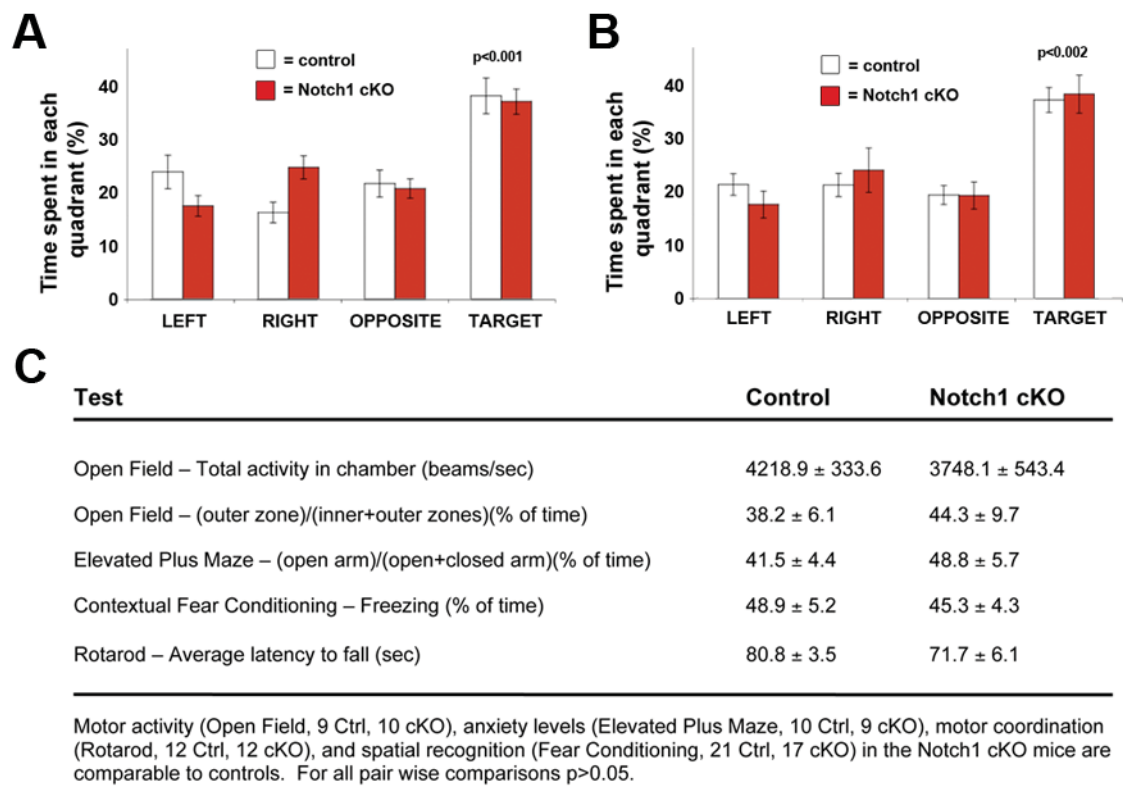 A
Time spent in each
quadrant (%)
40
30
20
10
0
= control
= Notch1 cKO
p<0.001
LEFT RIGHT OPPOSITE TARGET
B
Time spent in each
quadrant (%)
40
30
20
10
0
= control
= Notch1 cKO
p<0.002
LEFT RIGHT OPPOSITE TARGET
C
Test Control Notch1 cKO
Open Field – Total activity in chamber (beams/sec) 4218.9 ± 333.6 3748.1 ± 543.4
Open Field – (outer zone)/(inner+outer zones)(% of time) 38.2 ± 6.1 44.3 ± 9.7
Elevated Plus Maze – (open arm)/(open+closed arm)(% of time) 41.5 ± 4.4 48.8 ± 5.7
Contextual Fear Conditioning – Freezing (% of time) 48.9 ± 5.2 45.3 ± 4.3
Rotarod – Average latency to fall (sec) 80.8 ± 3.5 71.7 ± 6.1
Motor activity (Open Field, 9 Ctrl, 10 cKO), anxiety levels (Elevated Plus Maze, 10 Ctrl, 9 cKO), motor coordination
(Rotarod, 12 Ctrl, 12 cKO), and spatial recognition (Fear Conditioning, 21 Ctrl, 17 cKO) in the Notch1 cKO mice are
comparable to controls.  For all pair wise comparisons p>0.05.